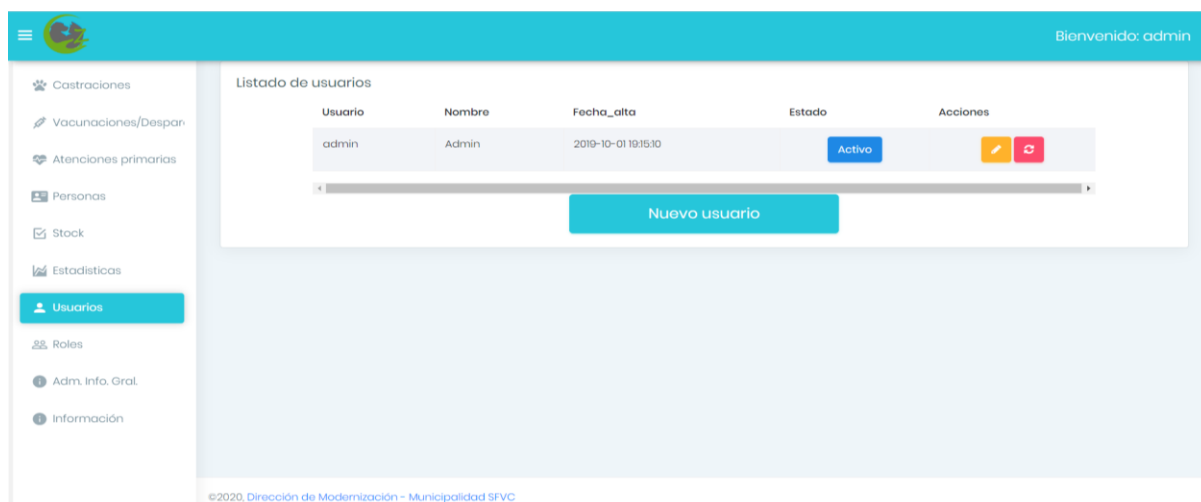 Bienvenido: admin
Castraciones
Vacunaciones/Despar
Atenciones primarias
Personas
Stock
Estadisticas
Usuarios
Roles
Adm. Info. Gral.
Información
Listado de usuarios
Usuario Nombre Fecha_alta Estado Acciones
admin Admin 2019-10-01 19:15:10 Activo
Nuevo usuario
©2020, Dirección de Modernización - Municipalidad SFVC